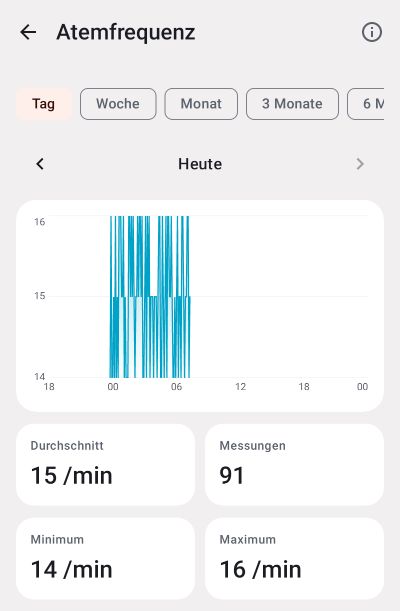 Atemfrequenz
Tag Woche Monat 3 Monate 6 M
Heute
16
15
14
18 00 06 12 18 00
Durchschnitt Messungen
15 /min 91
Minimum Maximum
14 /min 16 /min